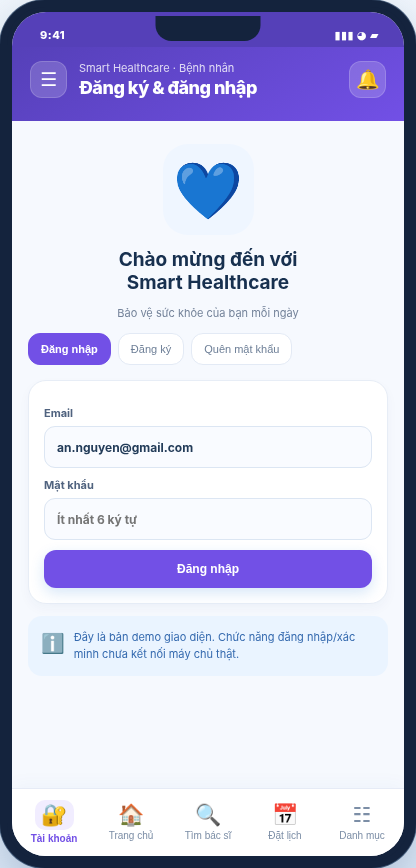 9:41
Smart Healthcare · Bệnh nhân
Đăng ký & đăng nhập
Chào mừng đến với
Smart Healthcare
Bảo vệ sức khỏe của bạn mỗi ngày
Đăng nhập
Đăng ký
Quên mật khẩu
Email
an.nguyen@gmail.com
Mật khẩu
Ít nhất 6 ký tự
Đăng nhập
Đây là bản demo giao diện. Chức năng đăng nhập/xác
minh chưa kết nối máy chủ thật.
Tài khoản
Trang chủ
Tìm bác sĩ
Đặt lịch
Danh mục